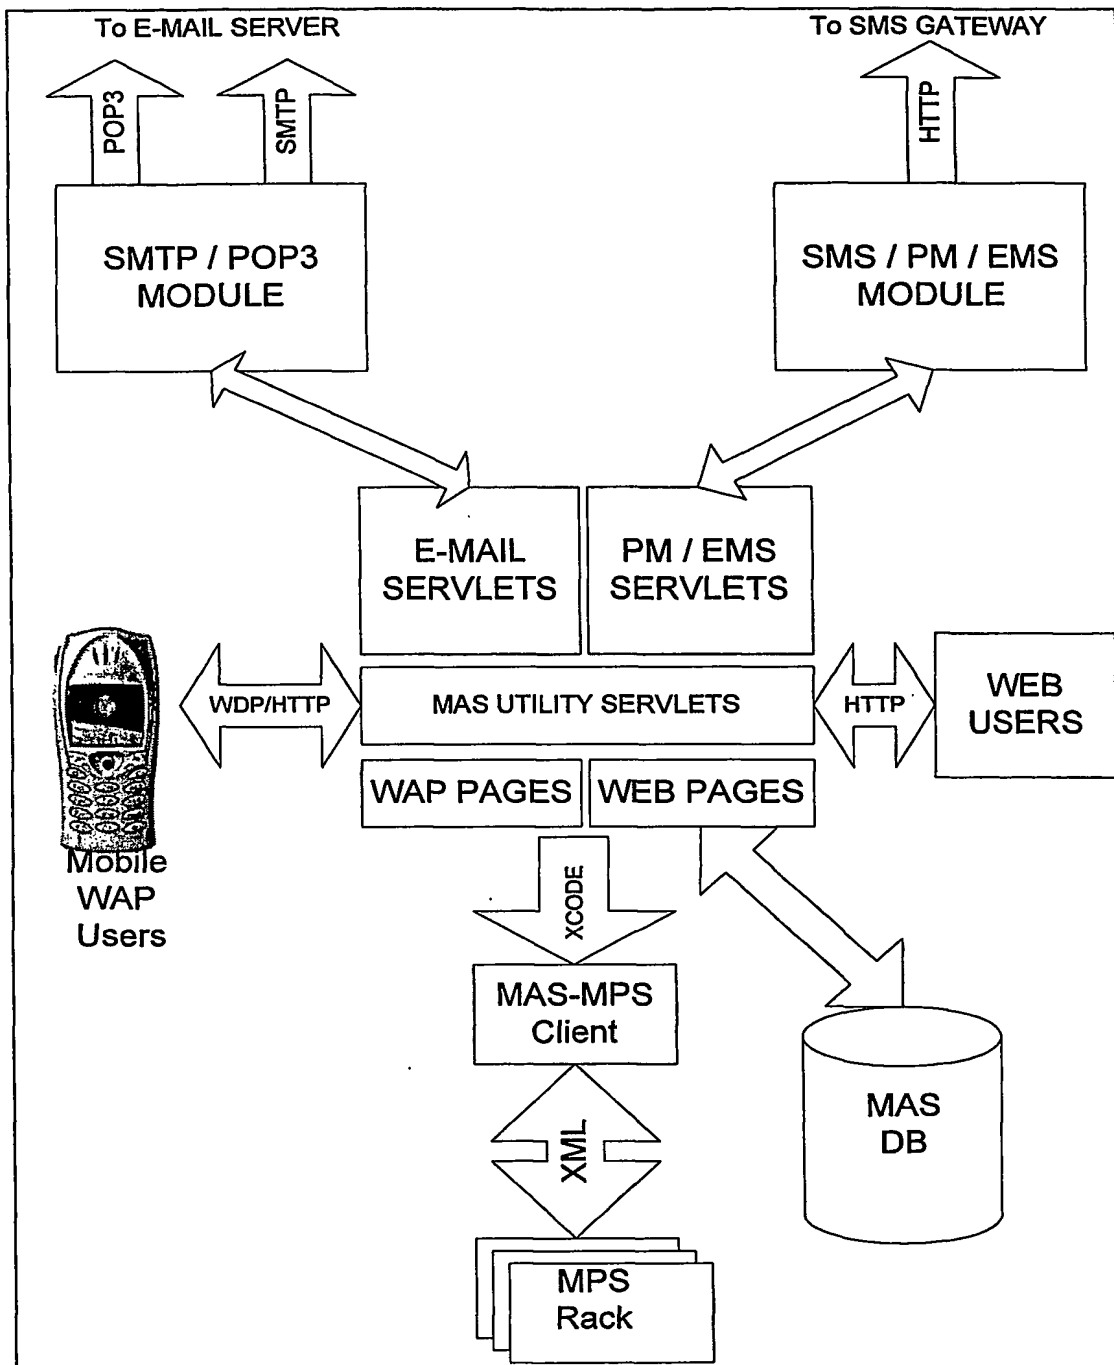 To E-MAIL SERVER
To SMS GATEWAY
POP3
SMTP
HTTP
SMTP / POP3
MODULE
SMS / PM / EMS
MODULE
E-MAIL
SERVLETS
PM / EMS
SERVLETS
WDP/HTTP
MAS UTILITY SERVLETS
HTTP
WEB
USERS
WAP PAGES
WEB PAGES
Mobile
WAP
Users
XCODE
MAS-MPS
Client
XML
MAS
DB
MPS
Rack